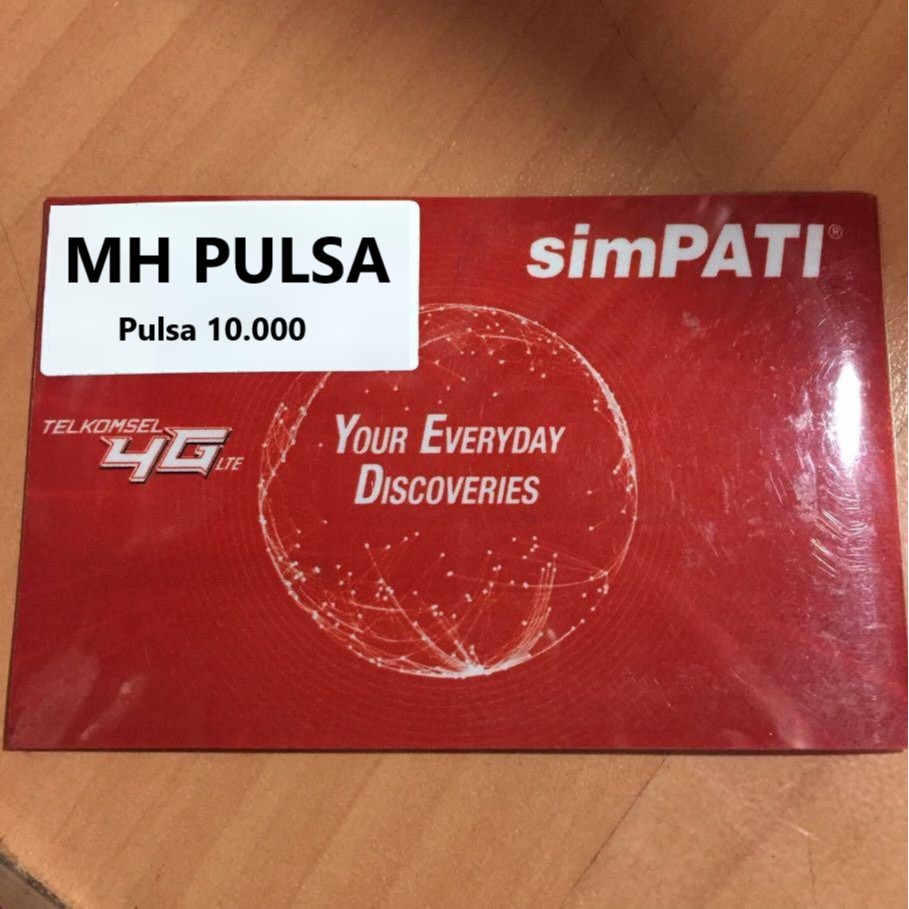 MH PULSA
Pulsa 10.000
simPATI®
TELKOMSEL
4G LTE
YOUR EVERYDAY
DISCOVERIES